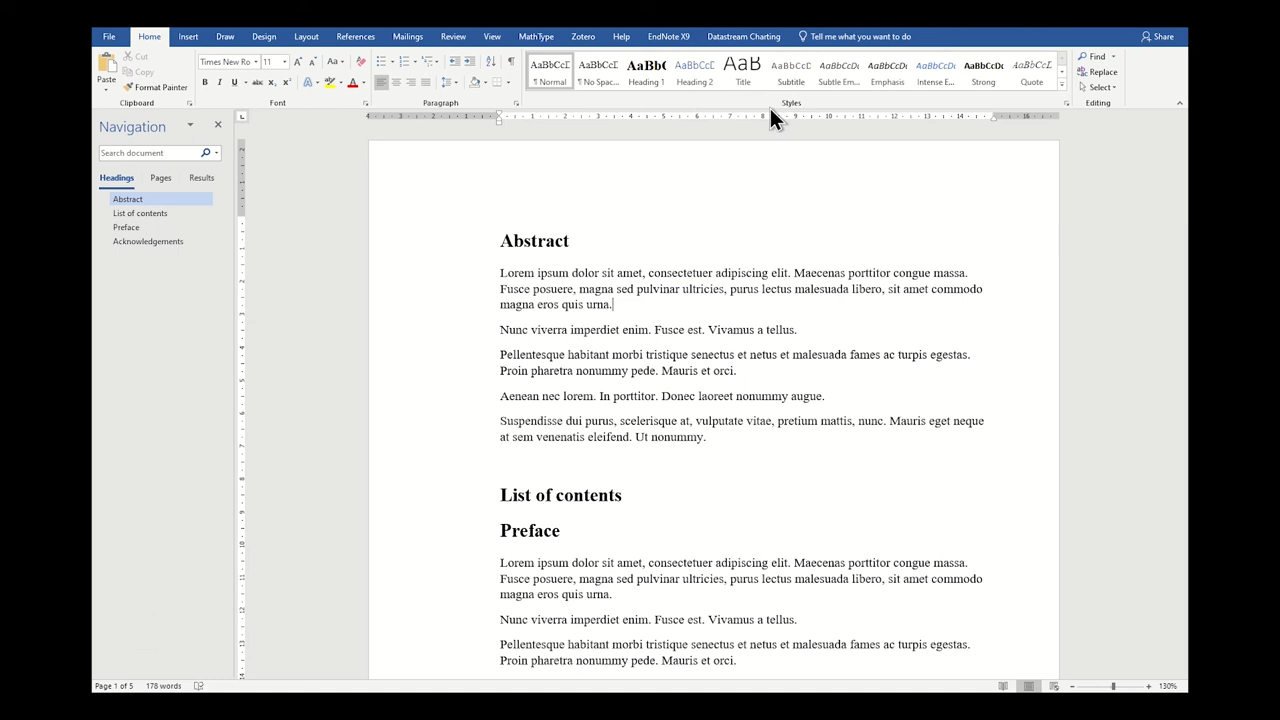 File Home Insert Draw Design Layout References Mailings Review View MathType Zotero Help EndNote X9 Datastream Charting Tell me what you want to do Share
Paste
Cut
Copy
Format Painter
Clipboard
Times New Ro 11
Font
Paragraph
AaBbCc AaBbCc AaBb AaBbCc AaB AaBbCc AaBbCcDc AaBbCcDc AaBbCcDc AaBbCcDc AaBbCcDc
¶ Normal ¶ No Spac... Heading 1 Heading 2 Title Subtitle Subtle Em... Emphasis Intense E... Strong Quote
Styles
Find
Replace
Select
Editing
Navigation
Search document
Headings Pages Results
Abstract
List of contents
Preface
Acknowledgements
Abstract
Lorem ipsum dolor sit amet, consectetuer adipiscing elit. Maecenas porttitor congue massa.
Fusce posuere, magna sed pulvinar ultricies, purus lectus malesuada libero, sit amet commodo
magna eros quis urna.
Nunc viverra imperdiet enim. Fusce est. Vivamus a tellus.
Pellentesque habitant morbi tristique senectus et netus et malesuada fames ac turpis egestas.
Proin pharetra nonummy pede. Mauris et orci.
Aenean nec lorem. In porttitor. Donec laoreet nonummy augue.
Suspendisse dui purus, scelerisque at, vulputate vitae, pretium mattis, nunc. Mauris eget neque
at sem venenatis eleifend. Ut nonummy.
List of contents
Preface
Lorem ipsum dolor sit amet, consectetuer adipiscing elit. Maecenas porttitor congue massa.
Fusce posuere, magna sed pulvinar ultricies, purus lectus malesuada libero, sit amet commodo
magna eros quis urna.
Nunc viverra imperdiet enim. Fusce est. Vivamus a tellus.
Pellentesque habitant morbi tristique senectus et netus et malesuada fames ac turpis egestas.
Proin pharetra nonummy pede. Mauris et orci.
Page 1 of 5 178 words 130%